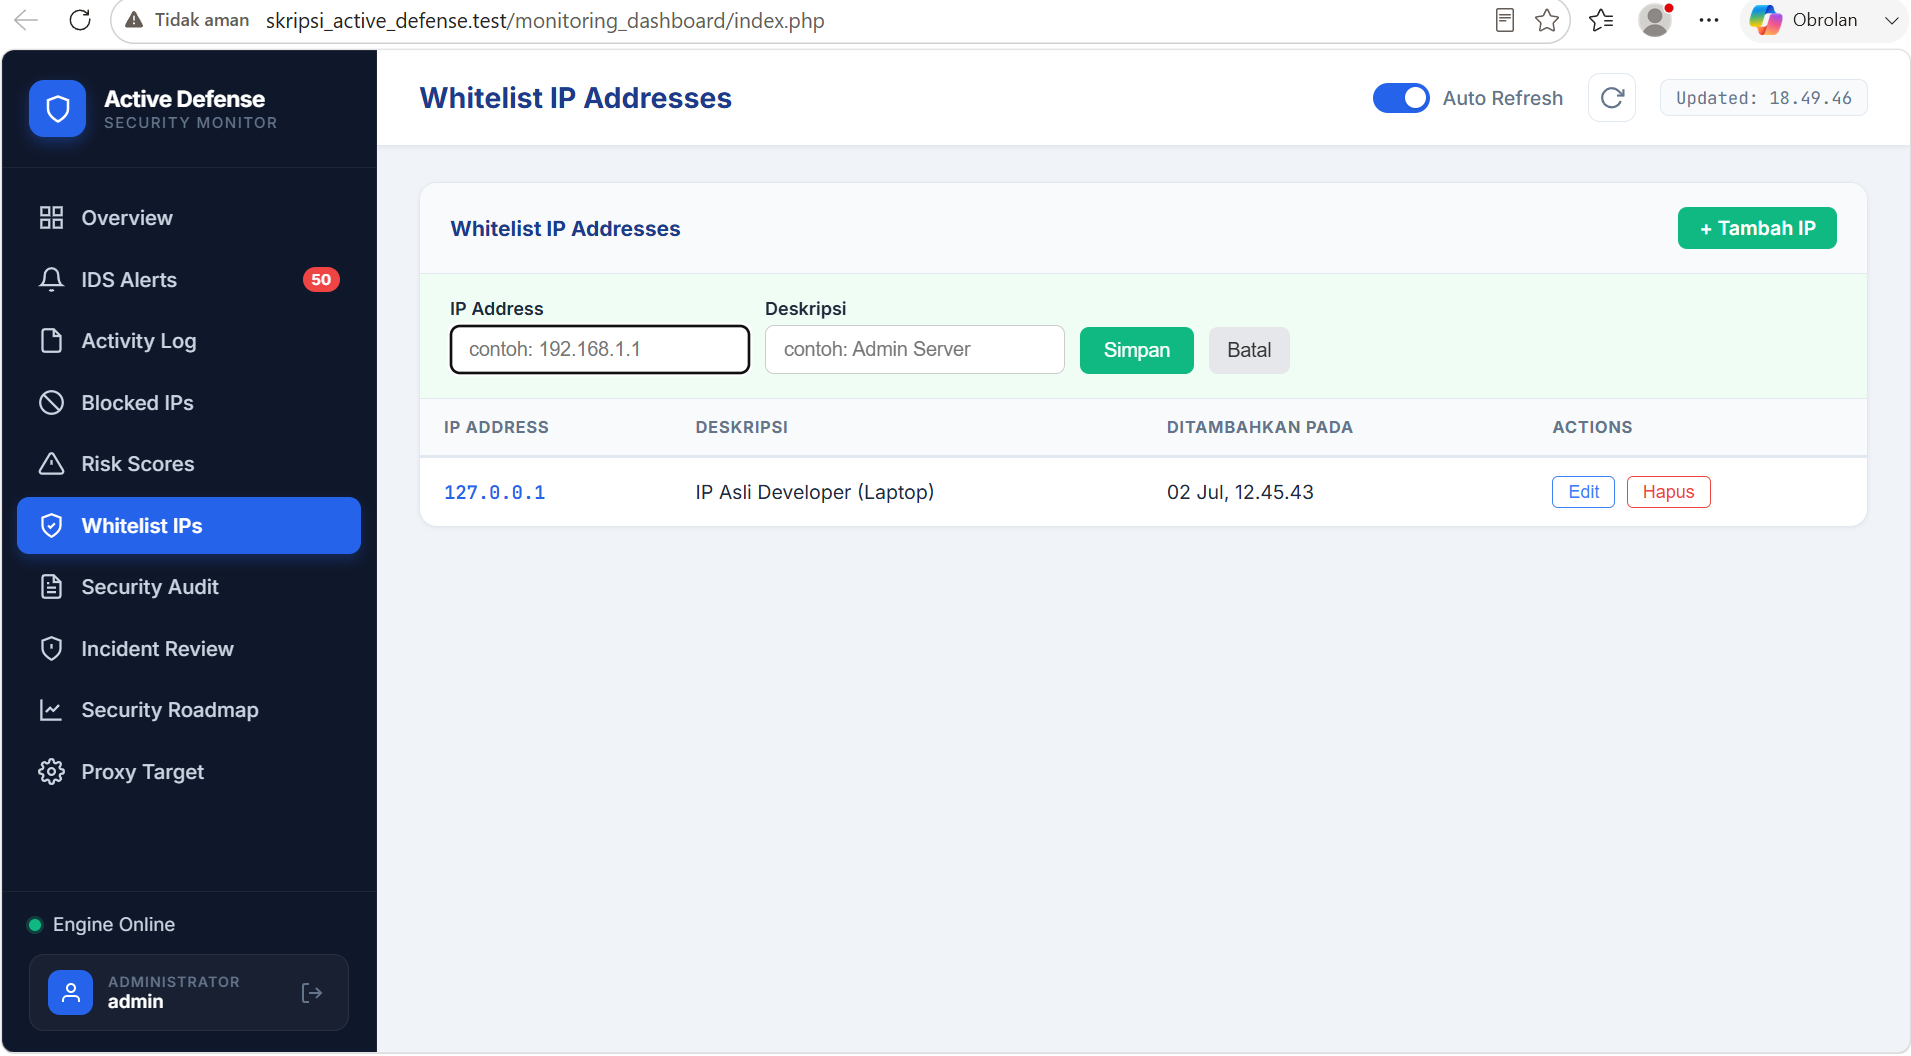 Tidak aman
skripsi_active_defense.test/monitoring_dashboard/index.php
Obrolan
Active Defense
SECURITY MONITOR
Overview
IDS Alerts
50
Activity Log
Blocked IPs
Risk Scores
Whitelist IPs
Security Audit
Incident Review
Security Roadmap
Proxy Target
Engine Online
ADMINISTRATOR
admin
Whitelist IP Addresses
Auto Refresh
Updated: 18.49.46
Whitelist IP Addresses
+ Tambah IP
IP Address
Deskripsi
contoh: 192.168.1.1
contoh: Admin Server
Simpan
Batal
IP ADDRESS
DESKRIPSI
DITAMBAHKAN PADA
ACTIONS
127.0.0.1
IP Asli Developer (Laptop)
02 Jul, 12.45.43
Edit
Hapus